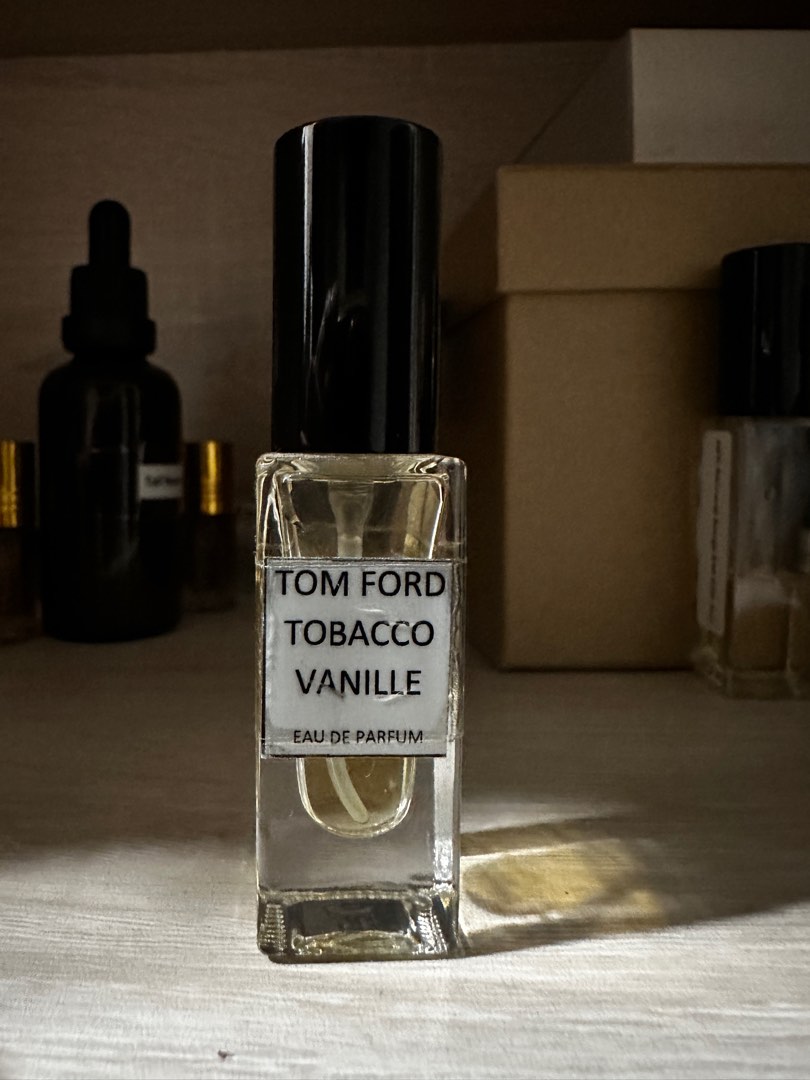 TOM FORD
TOBACCO
VANILLE
EAU DE PARFUM